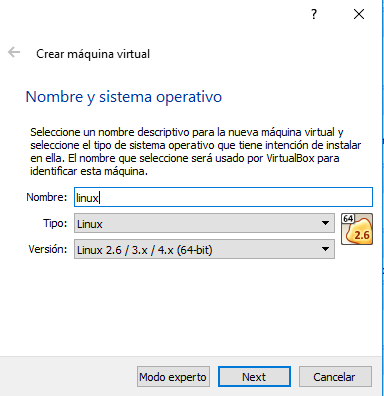 ?
Crear máquina virtual
Nombre y sistema operativo
Seleccione un nombre descriptivo para la nueva máquina virtual y
seleccione el tipo de sistema operativo que tiene intención de instalar
en ella. El nombre que seleccione será usado por VirtualBox para
identificar esta máquina.
Nombre: linux
Tipo: Linux
64
Versión: Linux 2.6 / 3.x / 4.x (64-bit)
2.6
Modo experto Next Cancelar